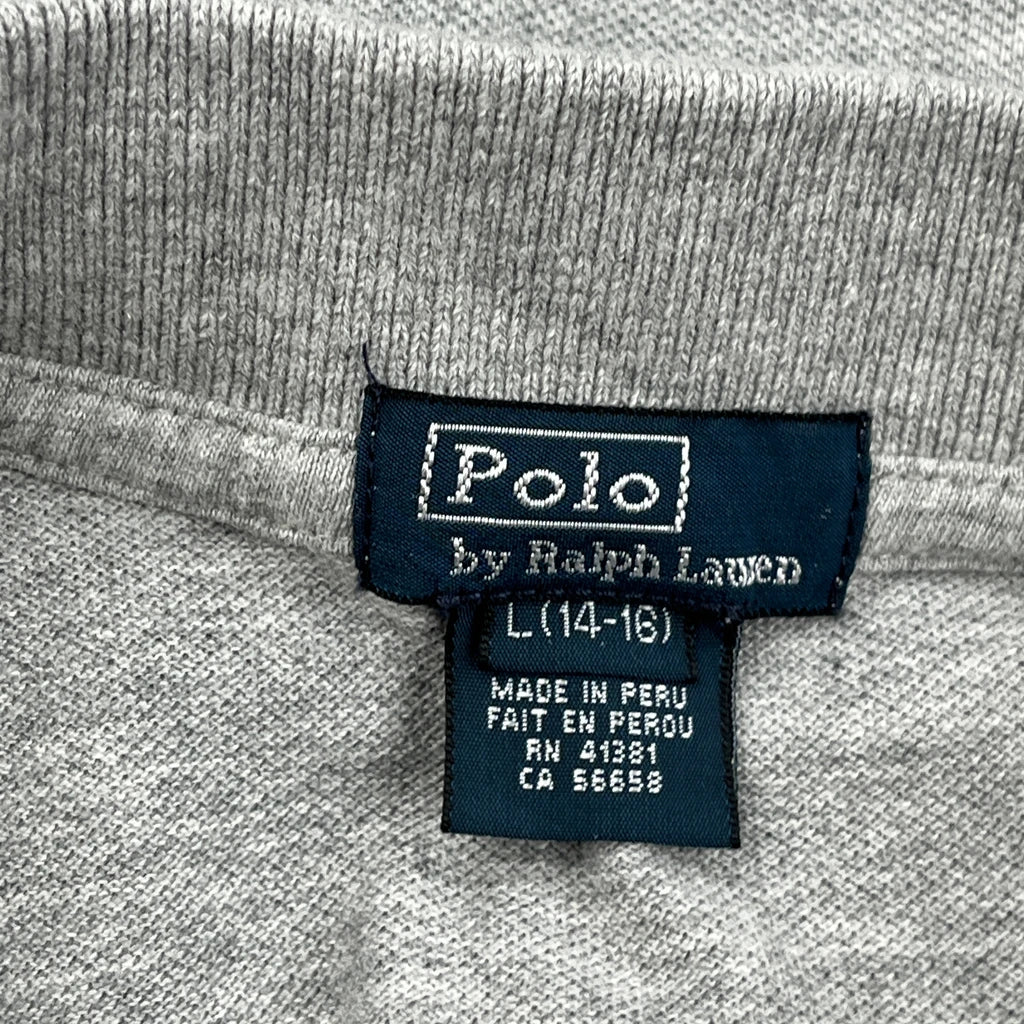 Polo
by Ralph Lauren
L (14-16)
MADE IN PERU
FAIT EN PEROU
RN 41381
CA 56658